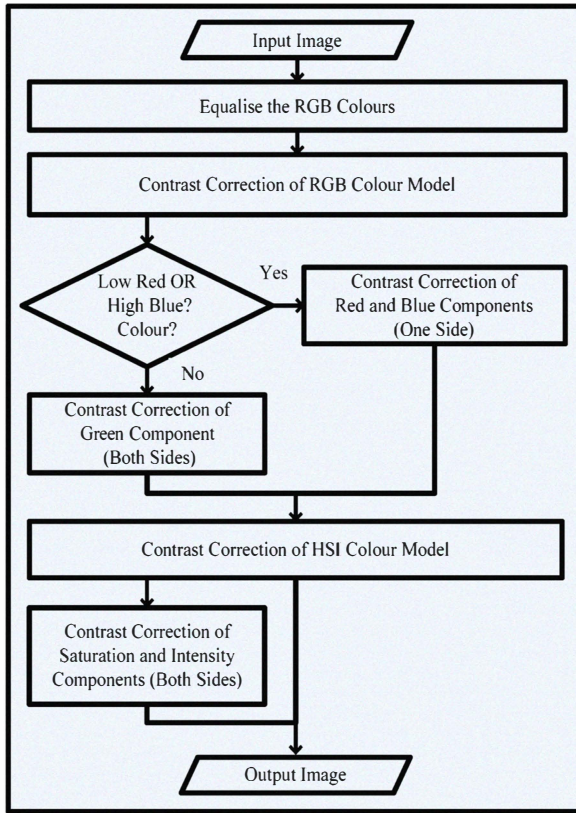 Input Image
Equalise the RGB Colours
Contrast Correction of RGB Colour Model
Low Red OR
High Blue?
Colour?
Yes
Contrast Correction of
Red and Blue Components
(One Side)
No
Contrast Correction of
Green Component
(Both Sides)
Contrast Correction of HSI Colour Model
Contrast Correction of
Saturation and Intensity
Components (Both Sides)
Output Image